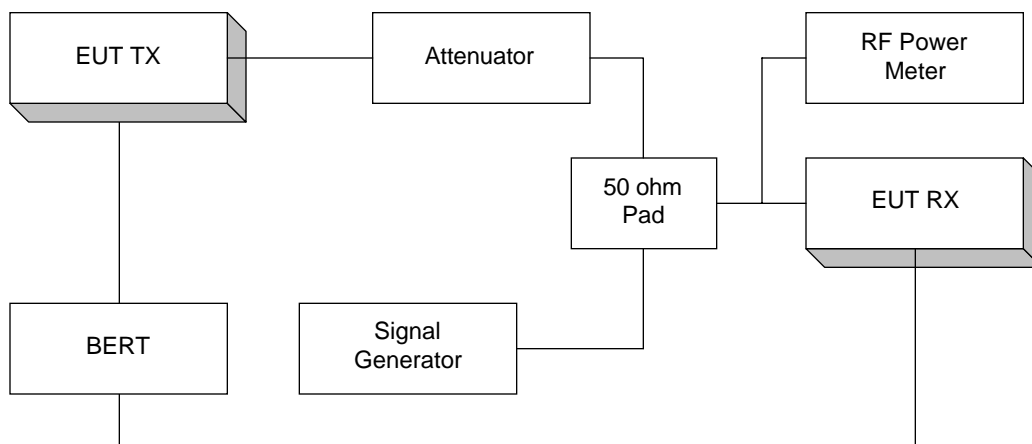 EUT TX
Attenuator
RF Power
Meter
50 ohm
Pad
EUT RX
BERT
Signal
Generator